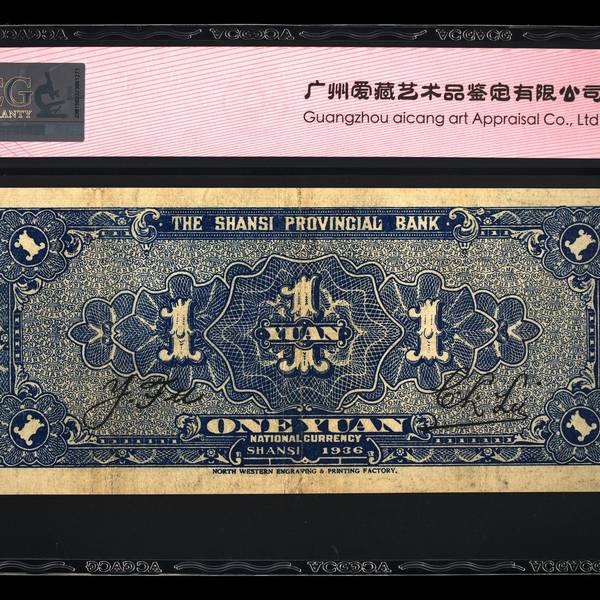 广州爱藏艺术品鉴定有限公司
Guangzhou aicang art Appraisal Co., Ltd
· THE SHANSI PROVINCIAL BANK ·
1
1
YUAN
1
ONE YUAN
NATIONAL CURRENCY
SHANSI 1936
NORTH WESTERN ENGRAVING & PRINTING FACTORY.